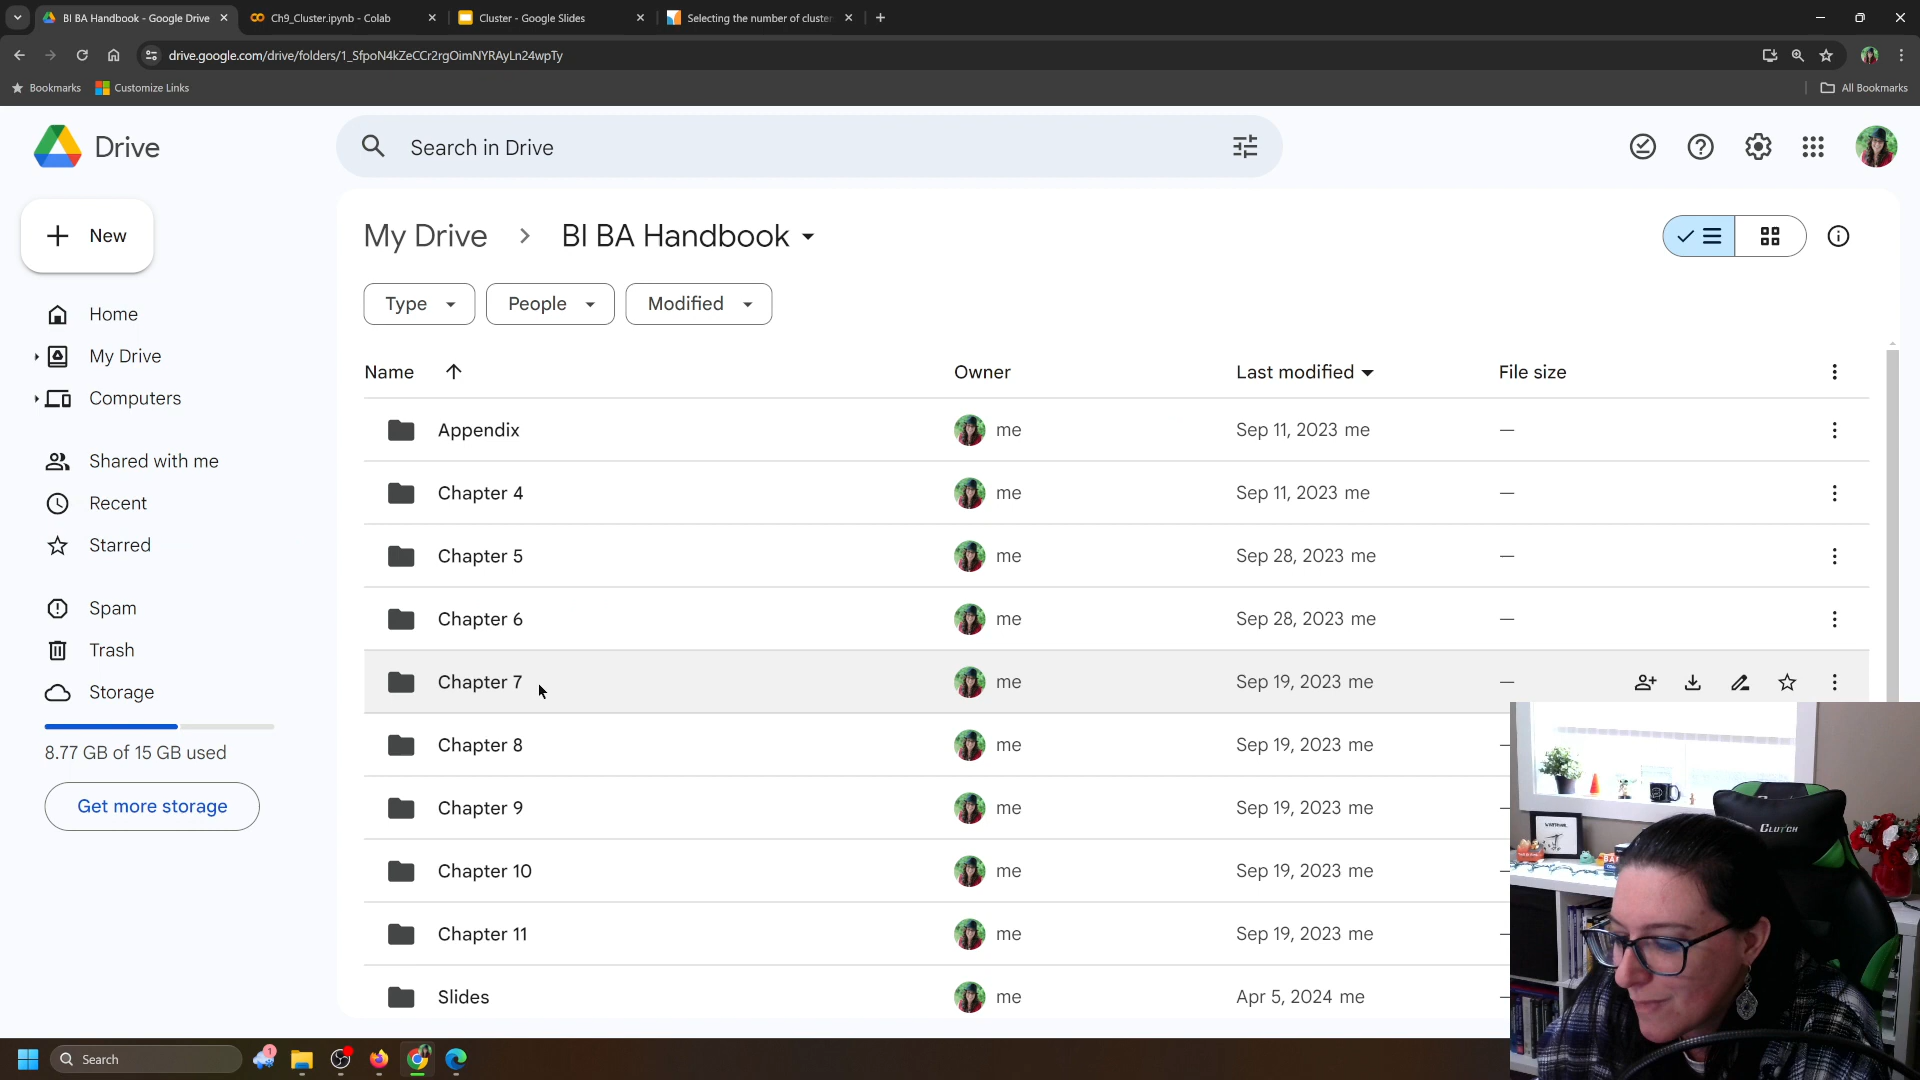 BI BA Handbook - Google Drive
Ch9_Cluster.ipynb - Colab
Cluster - Google Slides
Selecting the number of cluster
drive.google.com/drive/folders/1_SfpoN4kZeCCr2rgOimNYRAyLn24wpTy
Bookmarks
Customize Links
All Bookmarks
Drive
Search in Drive
New
My Drive
BI BA Handbook
Type
People
Modified
Home
My Drive
Computers
Shared with me
Recent
Starred
Spam
Trash
Storage
8.77 GB of 15 GB used
Get more storage
Name Owner Last modified File size
Appendix me Sep 11, 2023 me —
Chapter 4 me Sep 11, 2023 me —
Chapter 5 me Sep 28, 2023 me —
Chapter 6 me Sep 28, 2023 me —
Chapter 7 me Sep 19, 2023 me —
Chapter 8 me Sep 19, 2023 me —
Chapter 9 me Sep 19, 2023 me —
Chapter 10 me Sep 19, 2023 me —
Chapter 11 me Sep 19, 2023 me —
Slides me Apr 5, 2024 me —
CLUTCH
Search
1